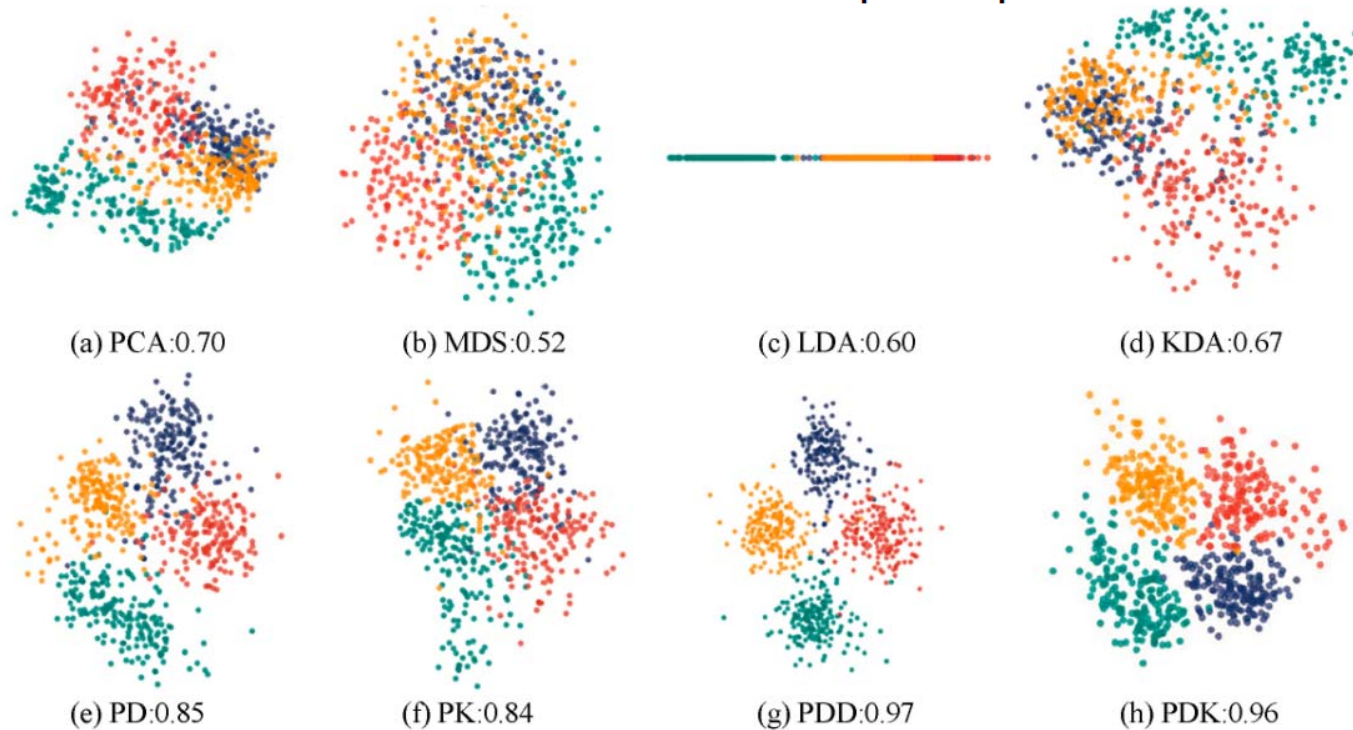 (a) PCA:0.70
(b) MDS:0.52
(c) LDA:0.60
(d) KDA:0.67
(e) PD:0.85
(f) PK:0.84
(g) PDD:0.97
(h) PDK:0.96